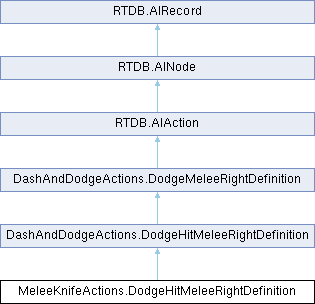 RTDB.AIRecord
RTDB.AINode
RTDB.AIAction
DashAndDodgeActions.DodgeMeleeRightDefinition
DashAndDodgeActions.DodgeHitMeleeRightDefinition
MeleeKnifeActions.DodgeHitMeleeRightDefinition